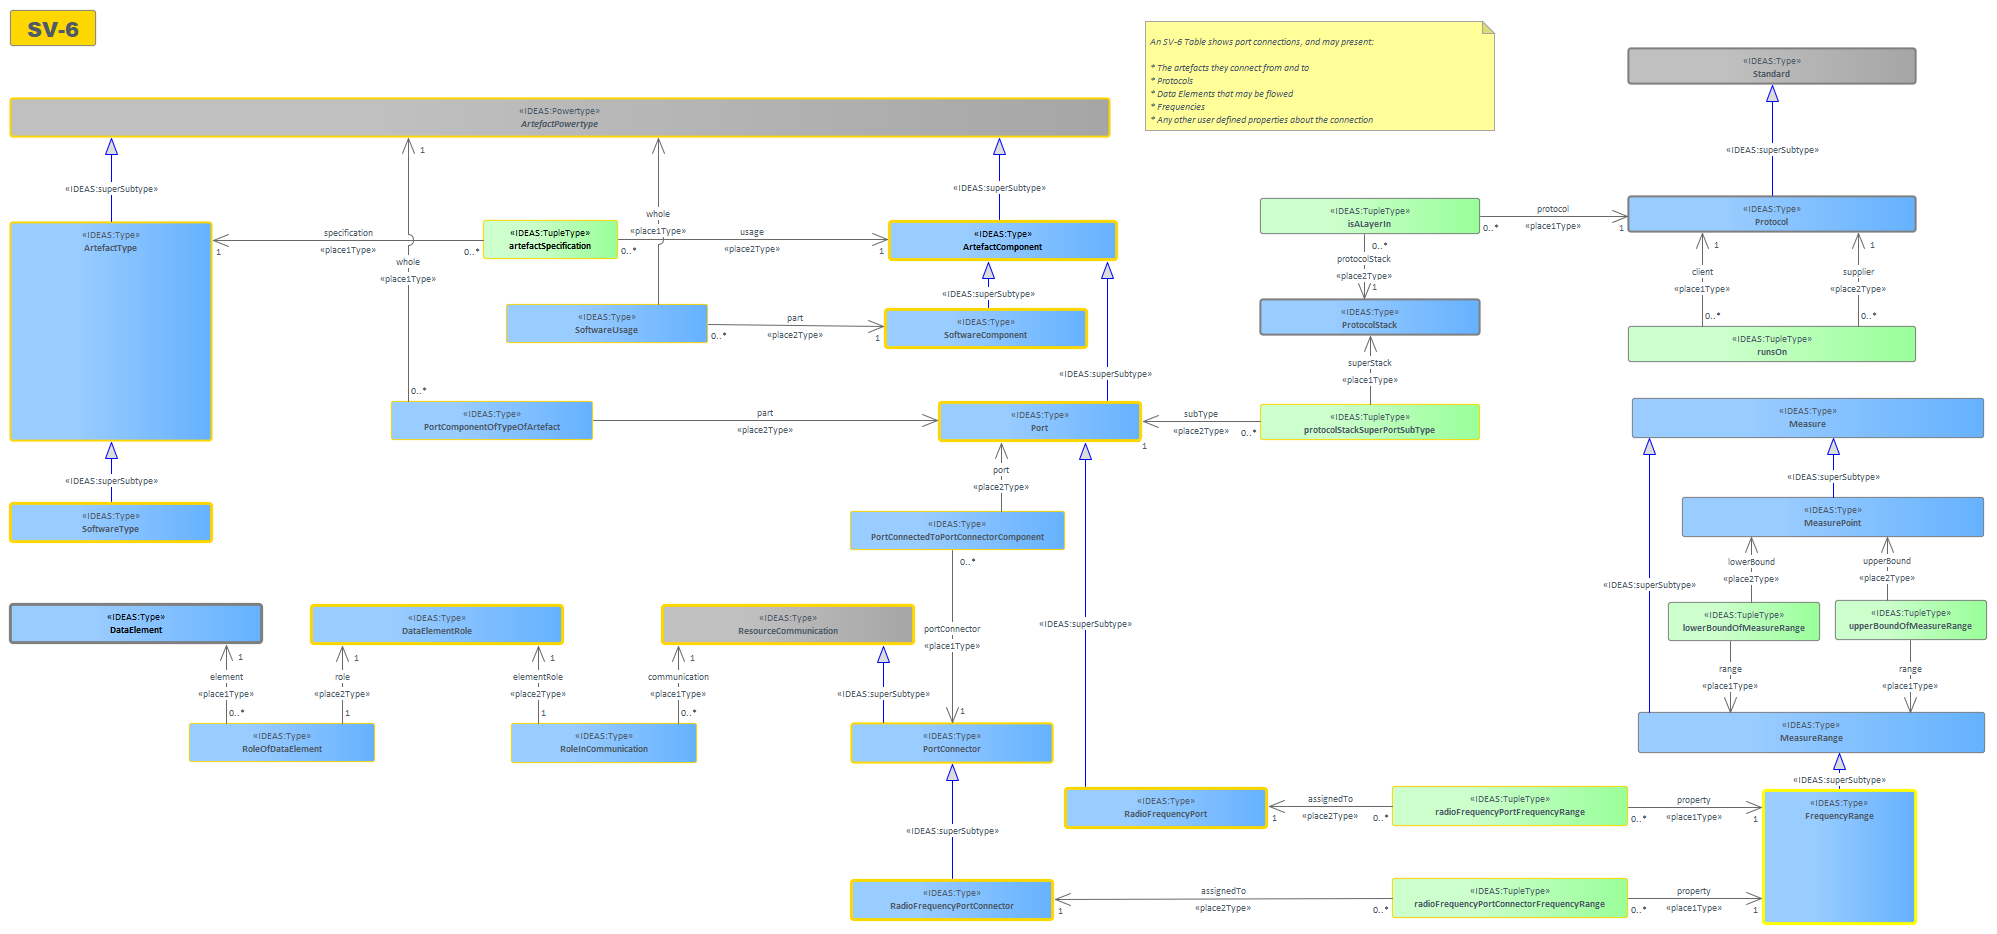 SV-6
An SV-6 Table shows port connections, and may present:
* The artefacts they connect from and to
* Protocols
* Data Elements that may be flowed
* Frequencies
* Any other user defined properties about the connection
«IDEAS:Type»
Standard
«IDEAS:Powertype»
ArtefactPowertype
1
«IDEAS:superSubtype»
«IDEAS:superSubtype»
«IDEAS:superSubtype»
«IDEAS:Type»
ArtefactType
specification
«place1Type»
1
0..*
«IDEAS:TupleType»
artefactSpecification
0..*
whole
«place1Type»
usage
«place2Type»
1
«IDEAS:Type»
ArtefactComponent
«IDEAS:TupleType»
isALayerIn
0..*
protocol
«place1Type»
1
«IDEAS:Type»
Protocol
whole
«place1Type»
0..*
protocolStack
«place2Type»
1
1
client
«place1Type»
0..*
1
supplier
«place2Type»
0..*
«IDEAS:superSubtype»
«IDEAS:Type»
SoftwareUsage
0..*
part
«place2Type»
1
«IDEAS:Type»
SoftwareComponent
«IDEAS:Type»
ProtocolStack
«IDEAS:TupleType»
runsOn
superStack
«place1Type»
«IDEAS:superSubtype»
0..*
«IDEAS:Type»
PortComponentOfTypeOfArtefact
part
«place2Type»
«IDEAS:Type»
Port
1
subType
«place2Type»
0..*
«IDEAS:TupleType»
protocolStackSuperPortSubType
«IDEAS:Type»
Measure
«IDEAS:superSubtype»
port
«place2Type»
«IDEAS:superSubtype»
«IDEAS:Type»
SoftwareType
«IDEAS:Type»
PortConnectedToPortConnectorComponent
0..*
«IDEAS:Type»
MeasurePoint
lowerBound
«place2Type»
upperBound
«place2Type»
«IDEAS:superSubtype»
«IDEAS:Type»
DataElement
«IDEAS:Type»
DataElementRole
«IDEAS:Type»
ResourceCommunication
portConnector
«place1Type»
1
«IDEAS:superSubtype»
«IDEAS:TupleType»
lowerBoundOfMeasureRange
«IDEAS:TupleType»
upperBoundOfMeasureRange
1
element
«place1Type»
0..*
1
role
«place2Type»
1
1
elementRole
«place2Type»
1
1
communication
«place1Type»
0..*
«IDEAS:superSubtype»
range
«place1Type»
range
«place1Type»
«IDEAS:Type»
RoleOfDataElement
«IDEAS:Type»
RoleInCommunication
«IDEAS:Type»
PortConnector
«IDEAS:Type»
MeasureRange
«IDEAS:superSubtype»
«IDEAS:Type»
RadioFrequencyPort
assignedTo
«place2Type»
1
0..*
«IDEAS:TupleType»
radioFrequencyPortFrequencyRange
0..*
property
«place1Type»
1
«IDEAS:Type»
FrequencyRange
«IDEAS:superSubtype»
«IDEAS:Type»
RadioFrequencyPortConnector
1
assignedTo
«place2Type»
0..*
«IDEAS:TupleType»
radioFrequencyPortConnectorFrequencyRange
0..*
property
«place1Type»
1